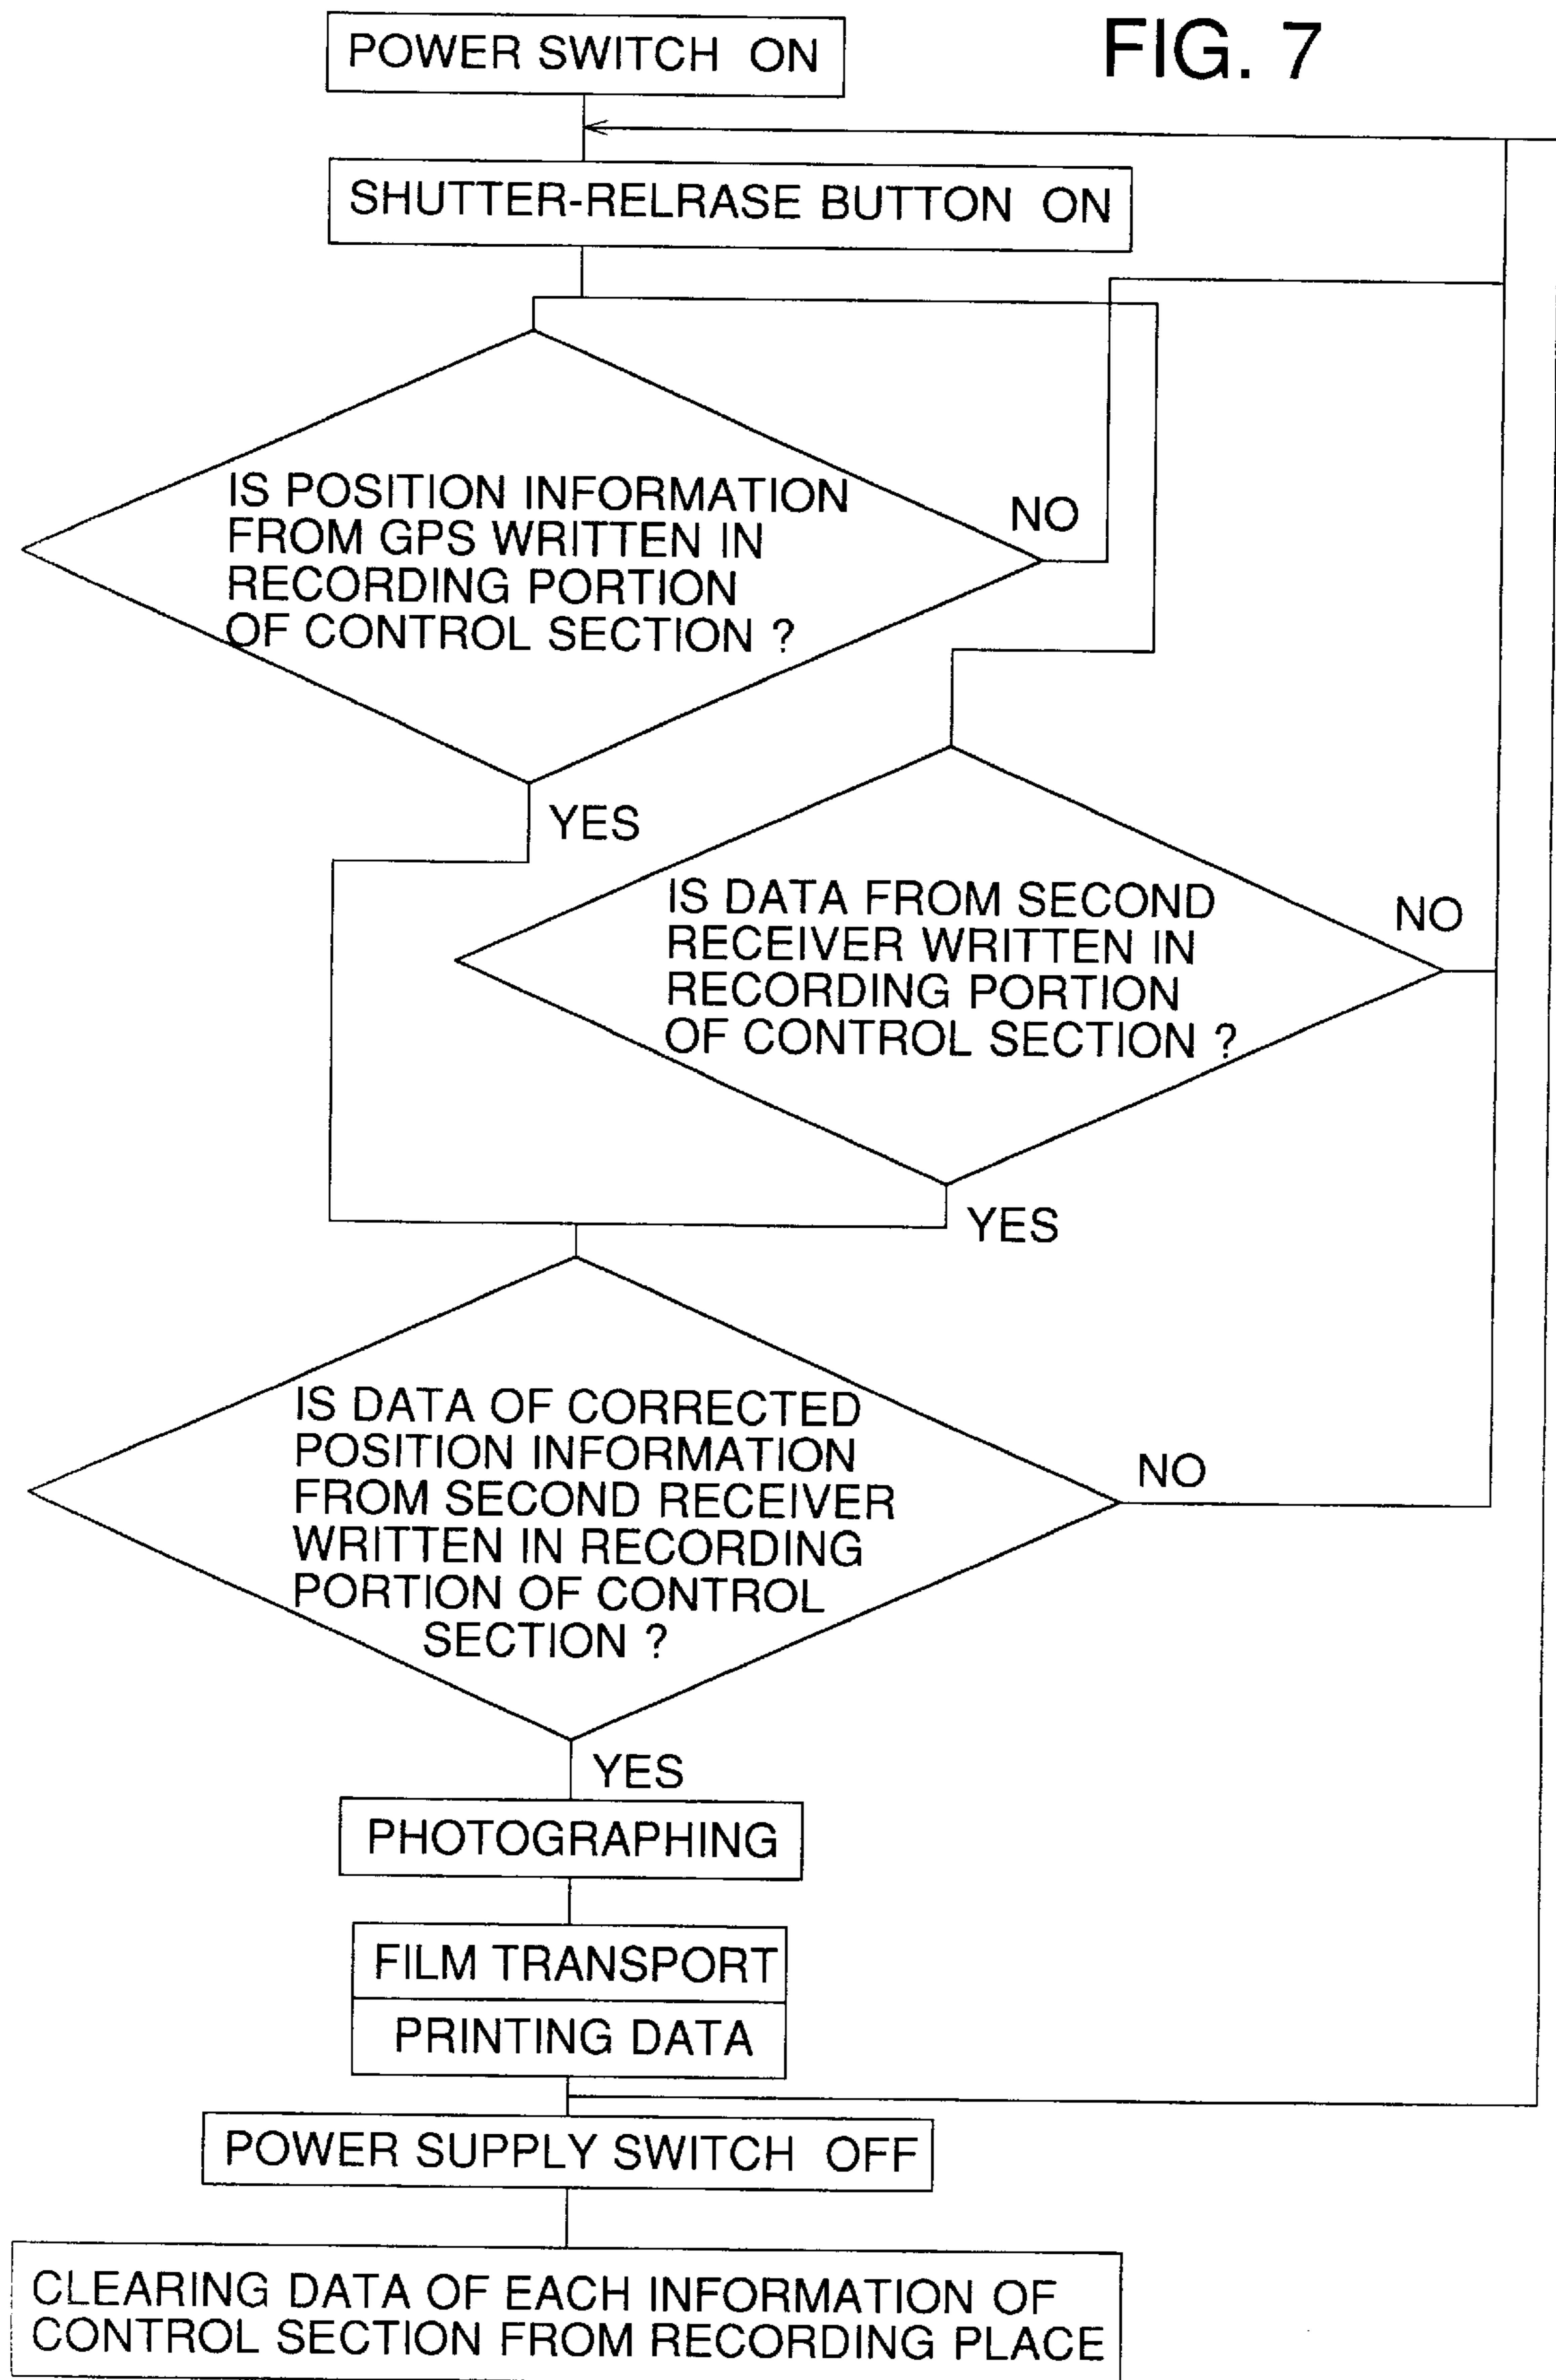 FIG. 7
POWER SWITCH ON
SHUTTER-RELRASE BUTTON ON
IS POSITION INFORMATION
FROM GPS WRITTEN IN
RECORDING PORTION
OF CONTROL SECTION ?
NO
YES
IS DATA FROM SECOND
RECEIVER WRITTEN IN
RECORDING PORTION
OF CONTROL SECTION ?
NO
YES
IS DATA OF CORRECTED
POSITION INFORMATION
FROM SECOND RECEIVER
WRITTEN IN RECORDING
PORTION OF CONTROL
SECTION ?
NO
YES
PHOTOGRAPHING
FILM TRANSPORT
PRINTING DATA
POWER SUPPLY SWITCH OFF
CLEARING DATA OF EACH INFORMATION OF
CONTROL SECTION FROM RECORDING PLACE